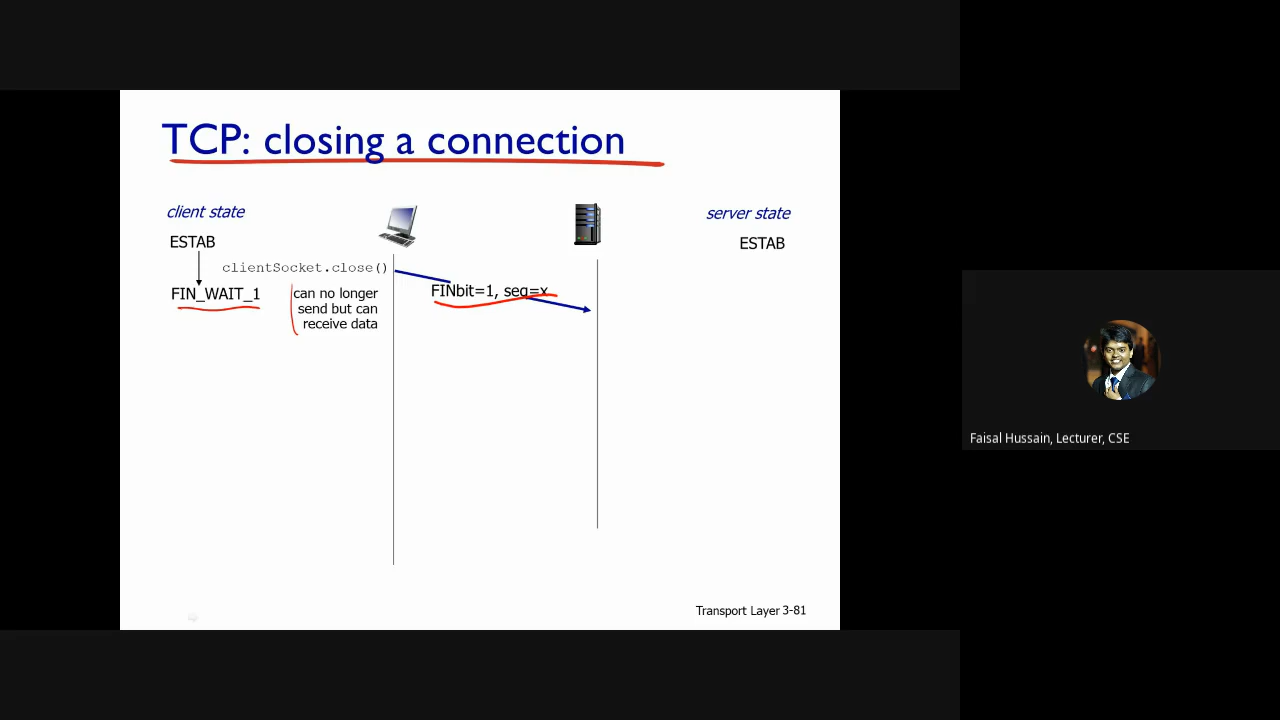 TCP: closing a connection
client state
server state
ESTAB
ESTAB
clientSocket.close()
FIN_WAIT_1
can no longer
send but can
receive data
FINbit=1, seq=x
Faisal Hussain, Lecturer, CSE
Transport Layer 3-81